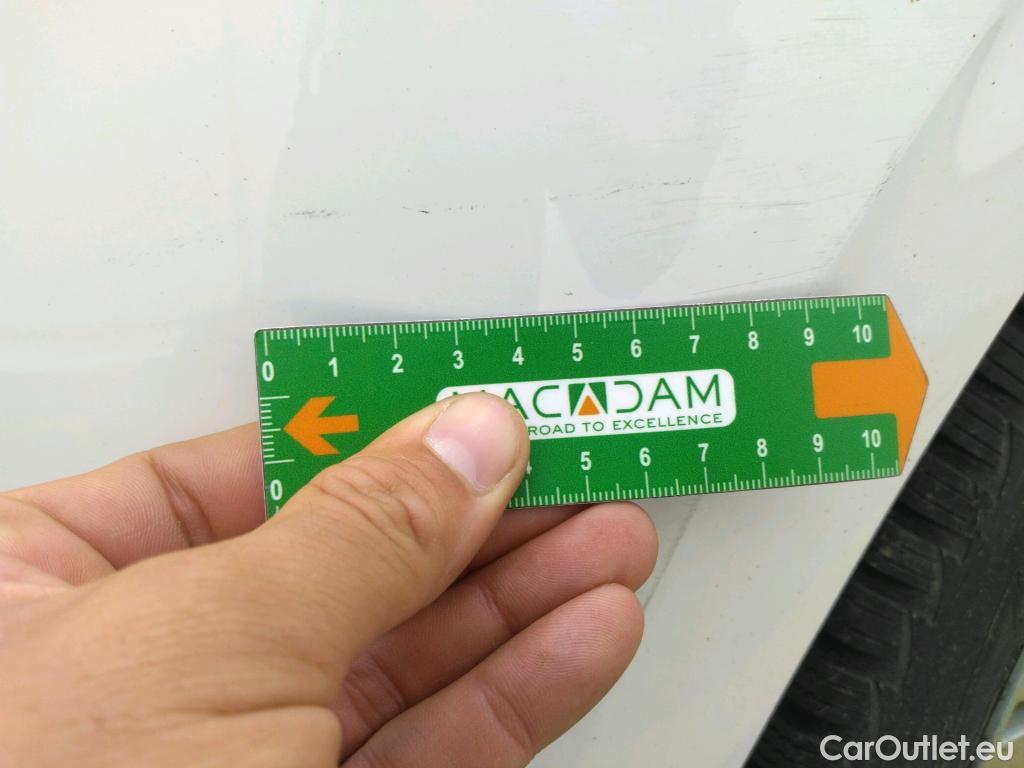 0 1 2 3 4 5 6 7 8 9 10
ACADAM
ROAD TO EXCELLENCE
0 5 6 7 8 9 10
CarOutlet.eu